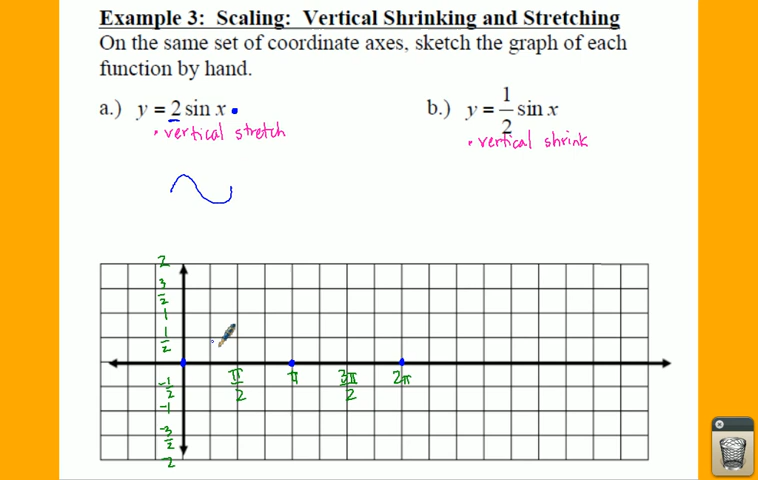 Example 3: Scaling: Vertical Shrinking and Stretching
On the same set of coordinate axes, sketch the graph of each
function by hand.
a.) y = 2 sin x
b.) y = 1/2 sin x
• vertical stretch
• vertical shrink
2
3/2
1
1/2
π/2
π
3π/2
2π
-1/2
-1
-3/2
-2